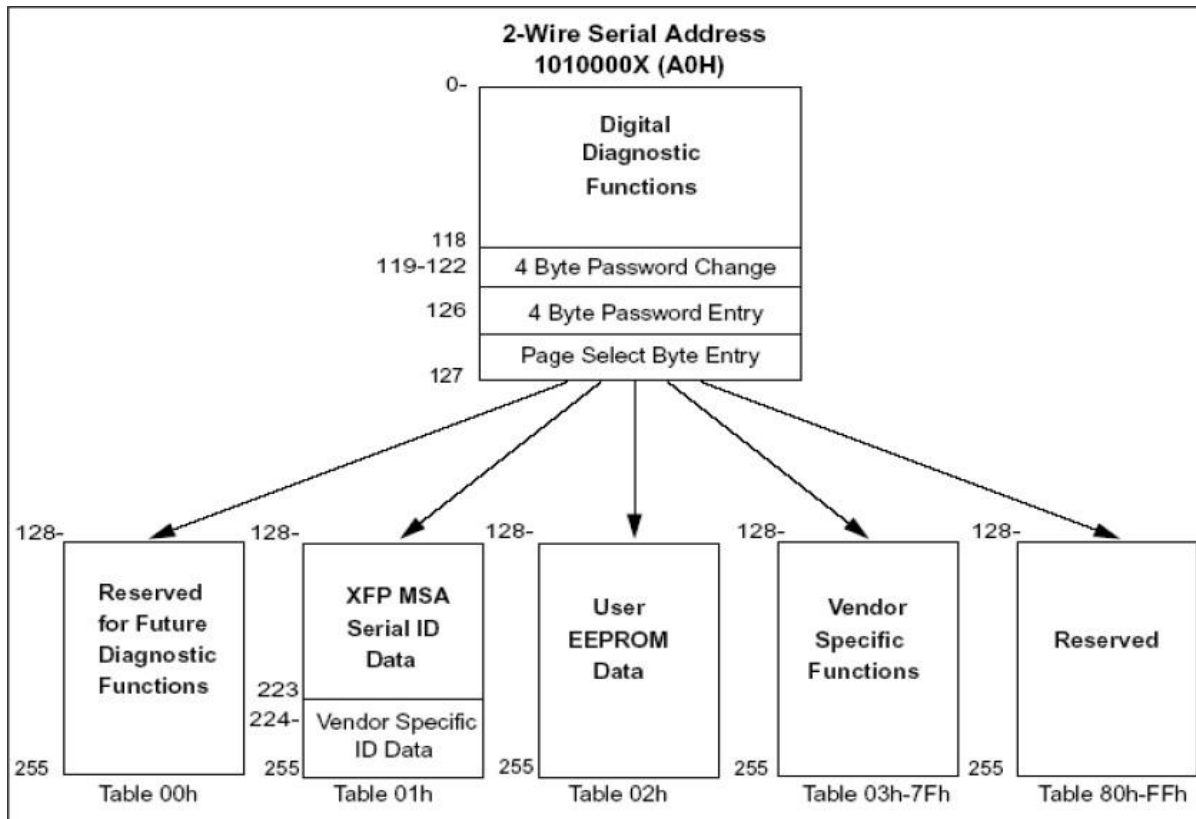 2-Wire Serial Address
1010000X (A0H)
0-
Digital
Diagnostic
Functions
118
119-122
4 Byte Password Change
126
4 Byte Password Entry
Page Select Byte Entry
127
128-
Reserved
for Future
Diagnostic
Functions
255
Table 00h
128-
XFP MSA
Serial ID
Data
223
224-
Vendor Specific
ID Data
255
Table 01h
128-
User
EEPROM
Data
255
Table 02h
128-
Vendor
Specific
Functions
255
Table 03h-7Fh
128-
Reserved
255
Table 80h-FFh